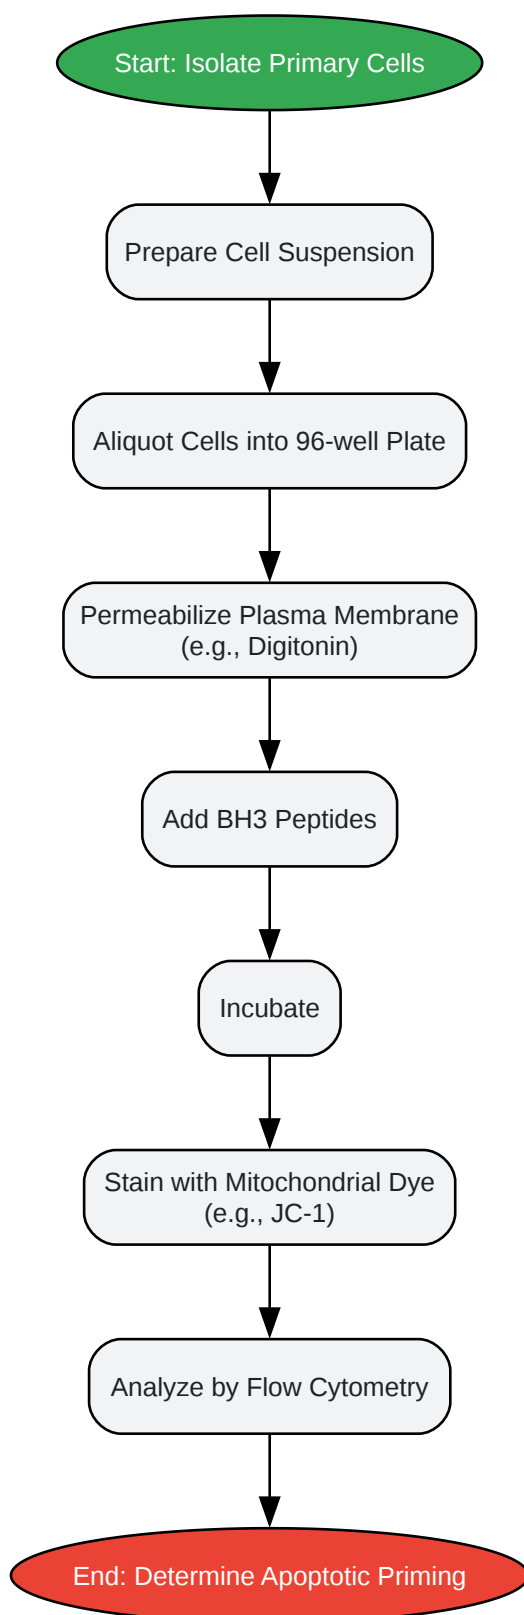 Start: Isolate Primary Cells
Prepare Cell Suspension
Aliquot Cells into 96-well Plate
Permeabilize Plasma Membrane
(e.g., Digitonin)
Add BH3 Peptides
Incubate
Stain with Mitochondrial Dye
(e.g., JC-1)
Analyze by Flow Cytometry
End: Determine Apoptotic Priming